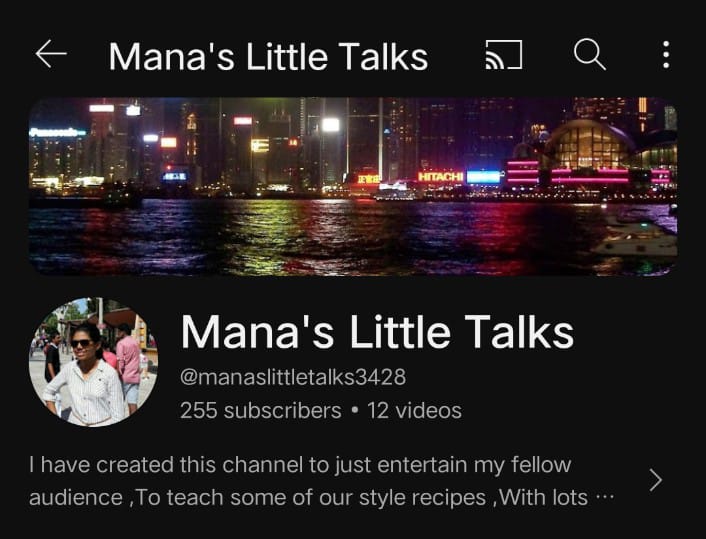 Mana's Little Talks
Panasonic
HITACHI
Mana's Little Talks
@manaslittletalks3428
255 subscribers • 12 videos
I have created this channel to just entertain my fellow
audience ,To teach some of our style recipes ,With lots ...